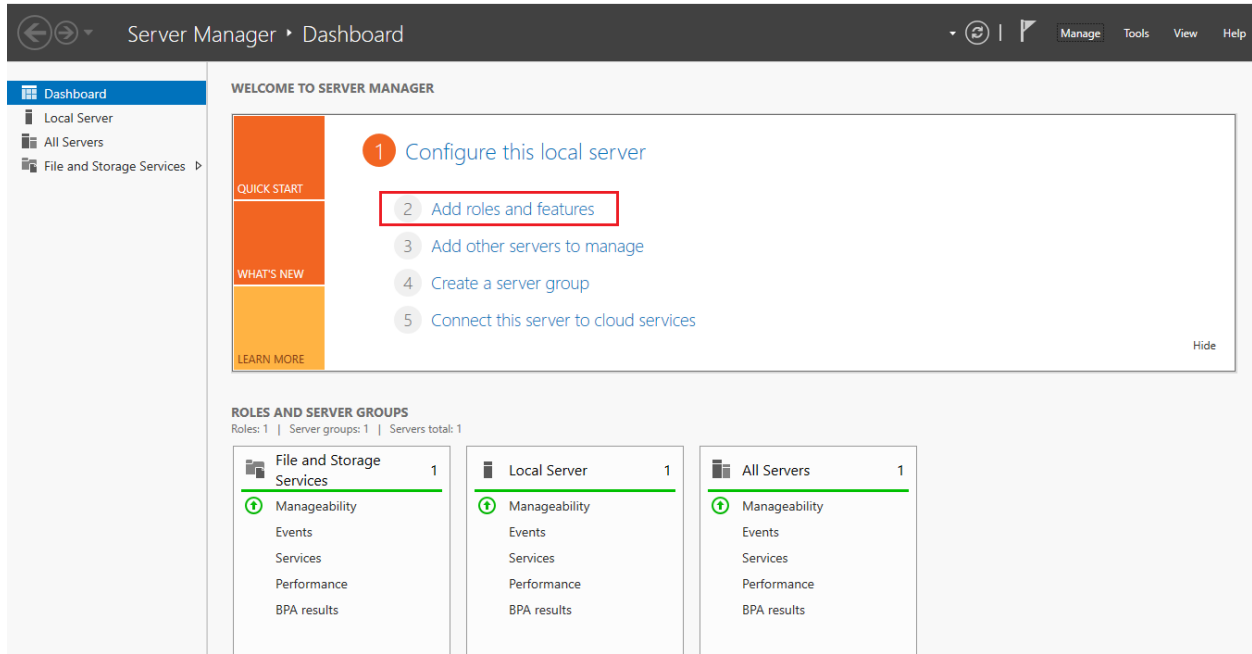 Server Manager ‣ Dashboard
Manage Tools View Help
Dashboard
Local Server
All Servers
File and Storage Services
WELCOME TO SERVER MANAGER
QUICK START
WHAT'S NEW
LEARN MORE
1 Configure this local server
2 Add roles and features
3 Add other servers to manage
4 Create a server group
5 Connect this server to cloud services
Hide
ROLES AND SERVER GROUPS
Roles: 1 | Server groups: 1 | Servers total: 1
File and Storage
Services 1
Manageability
Events
Services
Performance
BPA results
Local Server 1
Manageability
Events
Services
Performance
BPA results
All Servers 1
Manageability
Events
Services
Performance
BPA results